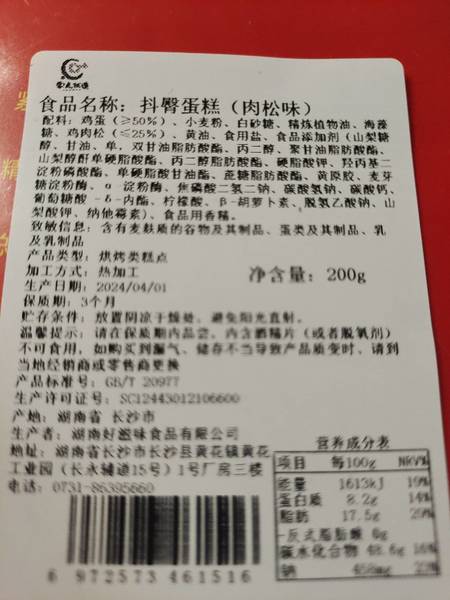 食品名称：抖臀蛋糕（肉松味）
配料：鸡蛋（≥50%）、小麦粉、白砂糖、精炼植物油、海藻
糖、鸡肉松（≤25%）、黄油、食用盐、食品添加剂（山梨糖
醇、甘油、单，双甘油脂肪酸酯、丙二醇、聚甘油脂肪酸酯、
山梨醇酐单硬脂酸酯、丙二醇脂肪酸酯、硬脂酸钾、羟丙基二
淀粉磷酸酯、单硬脂酸甘油酯、蔗糖脂肪酸酯、黄原胶、麦芽
糖淀粉酶、α-淀粉酶、焦磷酸二氢二钠、碳酸氢钠、碳酸钙、
葡萄糖酸-δ-内酯、柠檬酸、β-胡萝卜素、脱氢乙酸钠、山
梨酸钾、纳他霉素）、食品用香精。
致敏信息：含有麦麸质的谷物及其制品、蛋类及其制品、乳
及乳制品
产品类型：烘烤类糕点
加工方式：热加工
净含量：200g
生产日期：2024/04/01
保质期：3个月
贮存条件：放置阴凉干燥处、避免阳光直射。
温馨提示：请在保质期内品尝。内含酒精片（或者脱氧剂）
不可食用，如购买到漏气、储存不当导致产品质变时、请到
当地经销商或零售商更换
产品标准号：GB/T 20977
生产许可证号：SC12443012106600
产地：湖南省 长沙市
生产者：湖南好滋味食品有限公司
地址：湖南省长沙市长沙县黄花镇黄花
工业园（长永辅道15号）1号厂房三楼
电话：0731-86395660
6 972573 461516
营养成分表
项目 每100g NRV%
能量 1613kJ 19%
蛋白质 8.2g 14%
脂肪 17.5g 29%
-反式脂肪酸 0g
碳水化合物 48.6g 16%
钠 458mg 23%